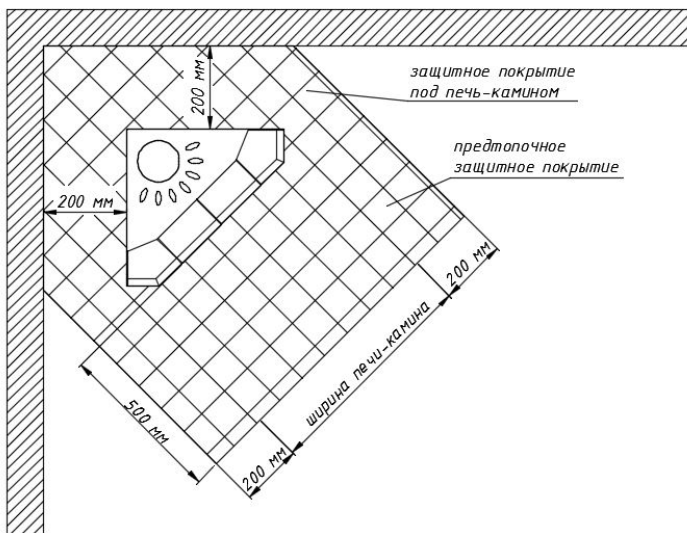 200 мм
защитное покрытие
под печь-камином
предтопочное
защитное покрытие
200 мм
200 мм
ширина печи-камина
500 мм
200 мм